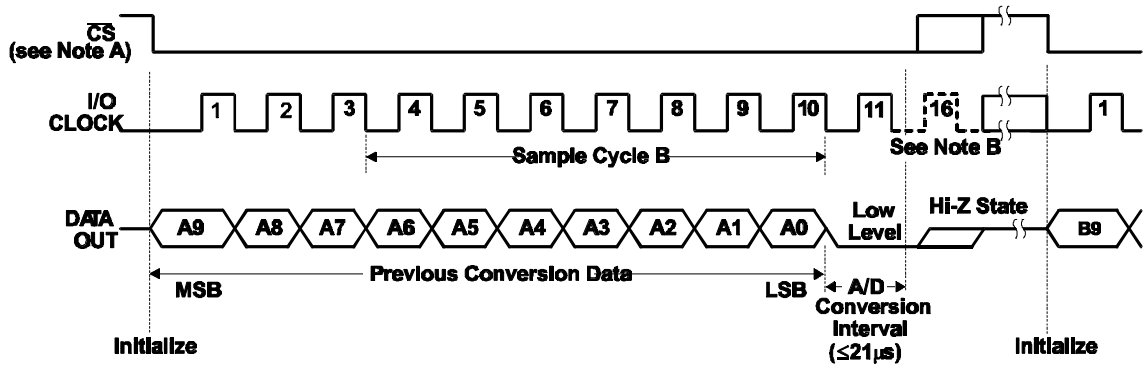 CS
(see Note A)
I/O
CLOCK
1 2 3 4 5 6 7 8 9 10 11 16 1
Sample Cycle B
See Note B
DATA
OUT
A9 A8 A7 A6 A5 A4 A3 A2 A1 A0
Low
Level
Hi-Z State
B9
Previous Conversion Data
MSB
LSB
A/D
Conversion
Interval
(≤21µs)
Initialize
Initialize